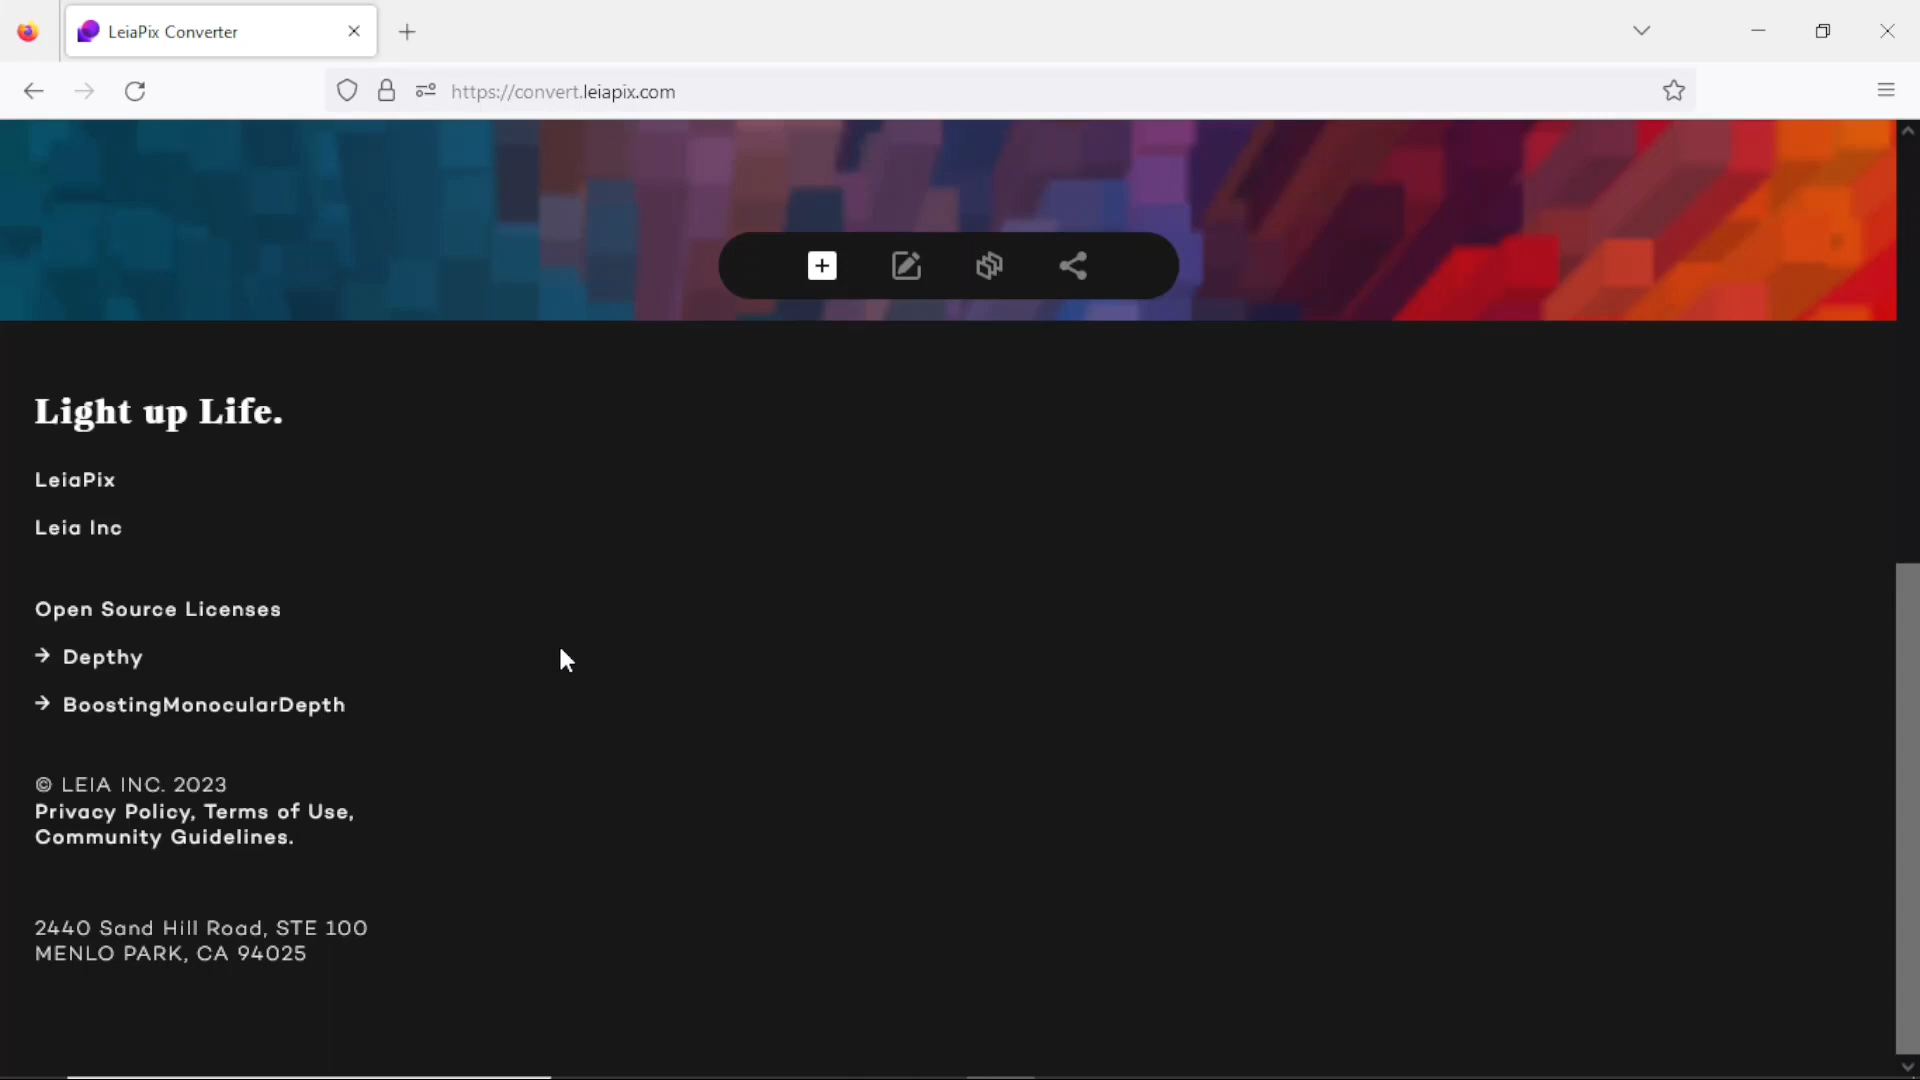 LeiaPix Converter
https://convert.leiapix.com
Light up Life.
LeiaPix
Leia Inc
Open Source Licenses
→ Depthy
→ BoostingMonocularDepth
© LEIA INC. 2023
Privacy Policy, Terms of Use,
Community Guidelines.
2440 Sand Hill Road, STE 100
MENLO PARK, CA 94025